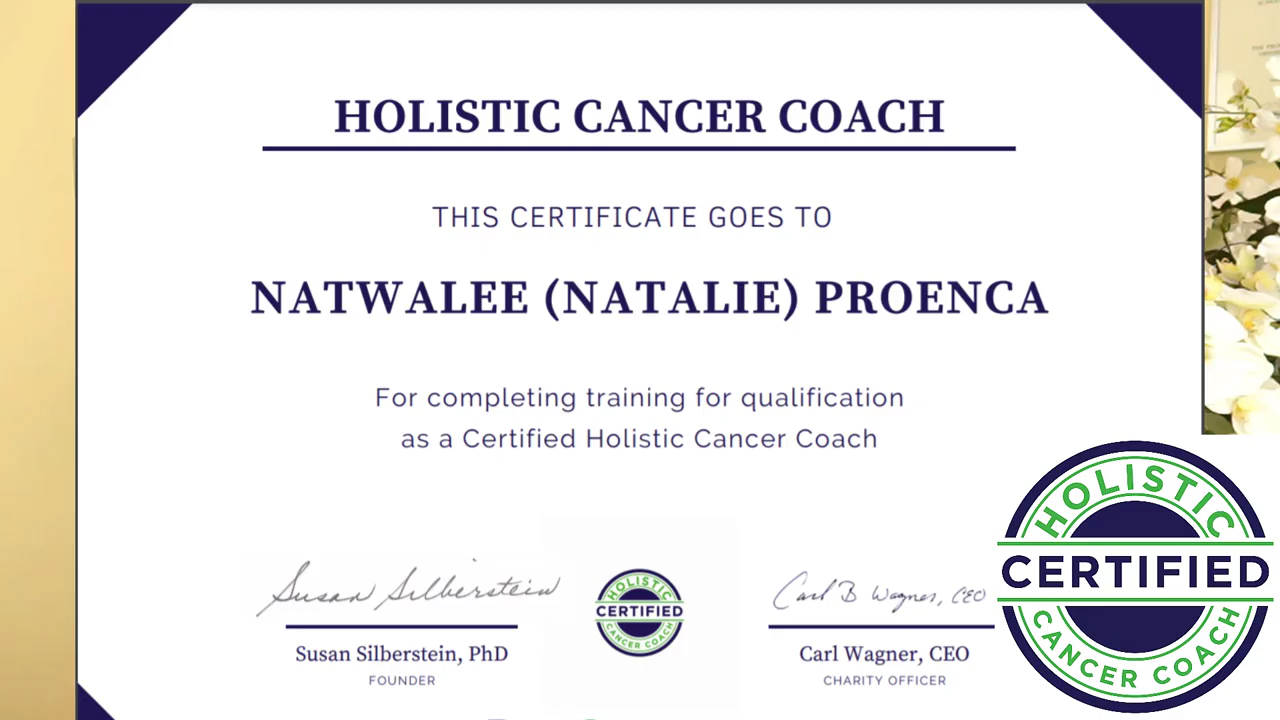 HOLISTIC CANCER COACH
THIS CERTIFICATE GOES TO
NATWALEE (NATALIE) PROENCA
For completing training for qualification
as a Certified Holistic Cancer Coach
Susan Silberstein
Carl B Wagner, CEO
HOLISTIC
CERTIFIED
CANCER COACH
Susan Silberstein, PhD
Carl Wagner, CEO
FOUNDER
CHARITY OFFICER
HOLISTIC
CERTIFIED
CANCER COACH